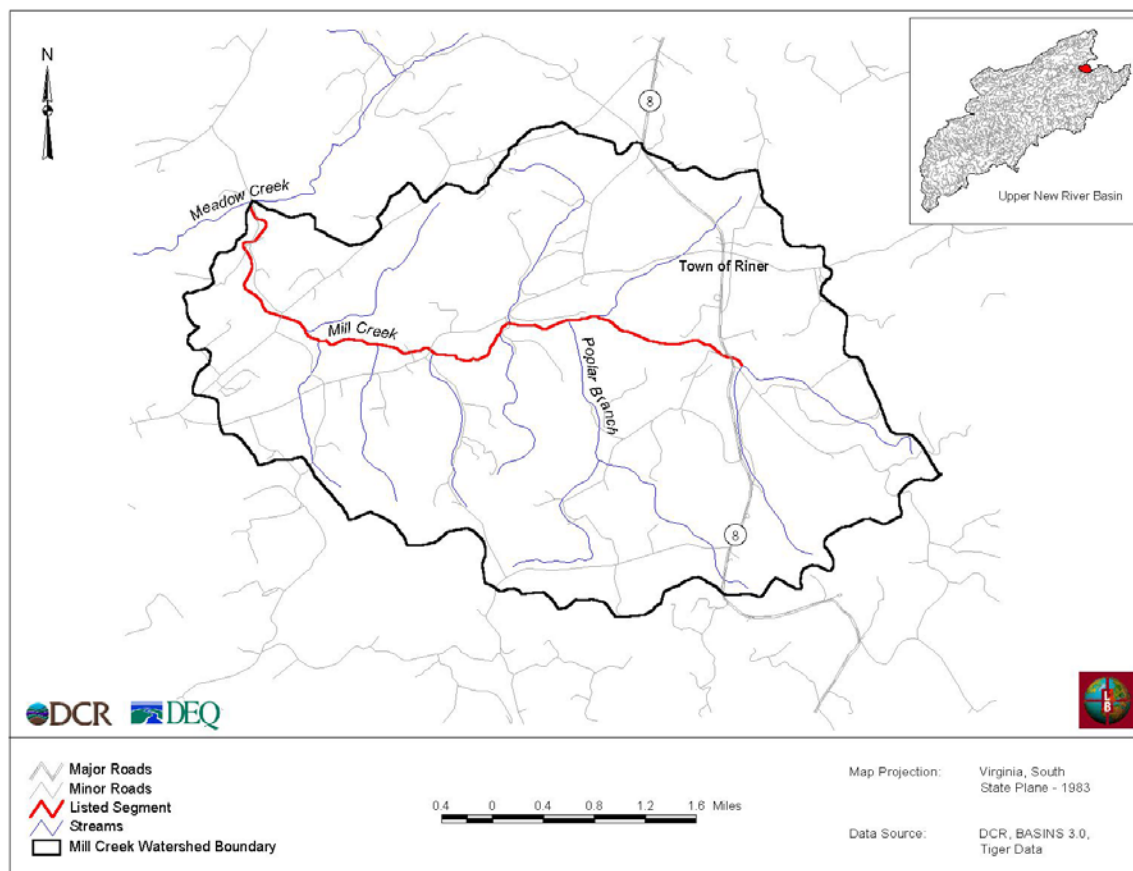 N
8
Meadow Creek
Upper New River Basin
Town of Riner
Mill Creek
Poplar Branch
8
DCR DEQ
L
B
Major Roads
Minor Roads
Listed Segment
Streams
Mill Creek Watershed Boundary
0.4 0 0.4 0.8 1.2 1.6 Miles
Map Projection: Virginia, South
State Plane - 1983
Data Source: DCR, BASINS 3.0,
Tiger Data